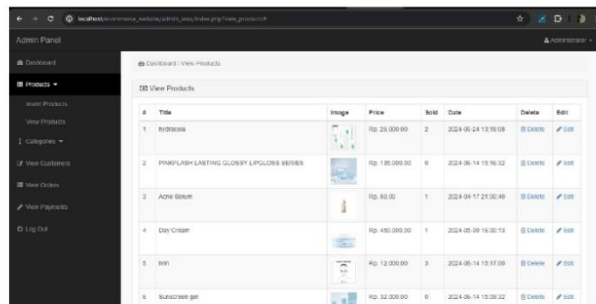 localhost/ecommerce_website/admin_area/index.php?view_products#
Admin Panel
Administrator
Dashboard
Dashboard / View Products
Products
View Products
Insert Products
View Products
Categories
View Customers
View Orders
View Payments
Log Out
# Title Image Price Sold Date Delete Edit
1 hydrocola Rp. 25.000.00 2 2024-06-24 13:18:08 Delete Edit
2 PINKFLASH LASTING GLOSSY LIPGLOSS SERIES Rp. 135.000.00 0 2024-06-14 15:16:32 Delete Edit
3 Acne Serum Rp. 60.00 1 2024-04-17 21:00:49 Delete Edit
4 Day Cream Rp. 450.000.00 1 2024-05-30 16:00:13 Delete Edit
5 Rp. 12.000.00 3 2024-06-14 15:17:09 Delete Edit
6 Sunscreen gel Rp. 32.000.00 0 2024-06-14 15:09:32 Delete Edit